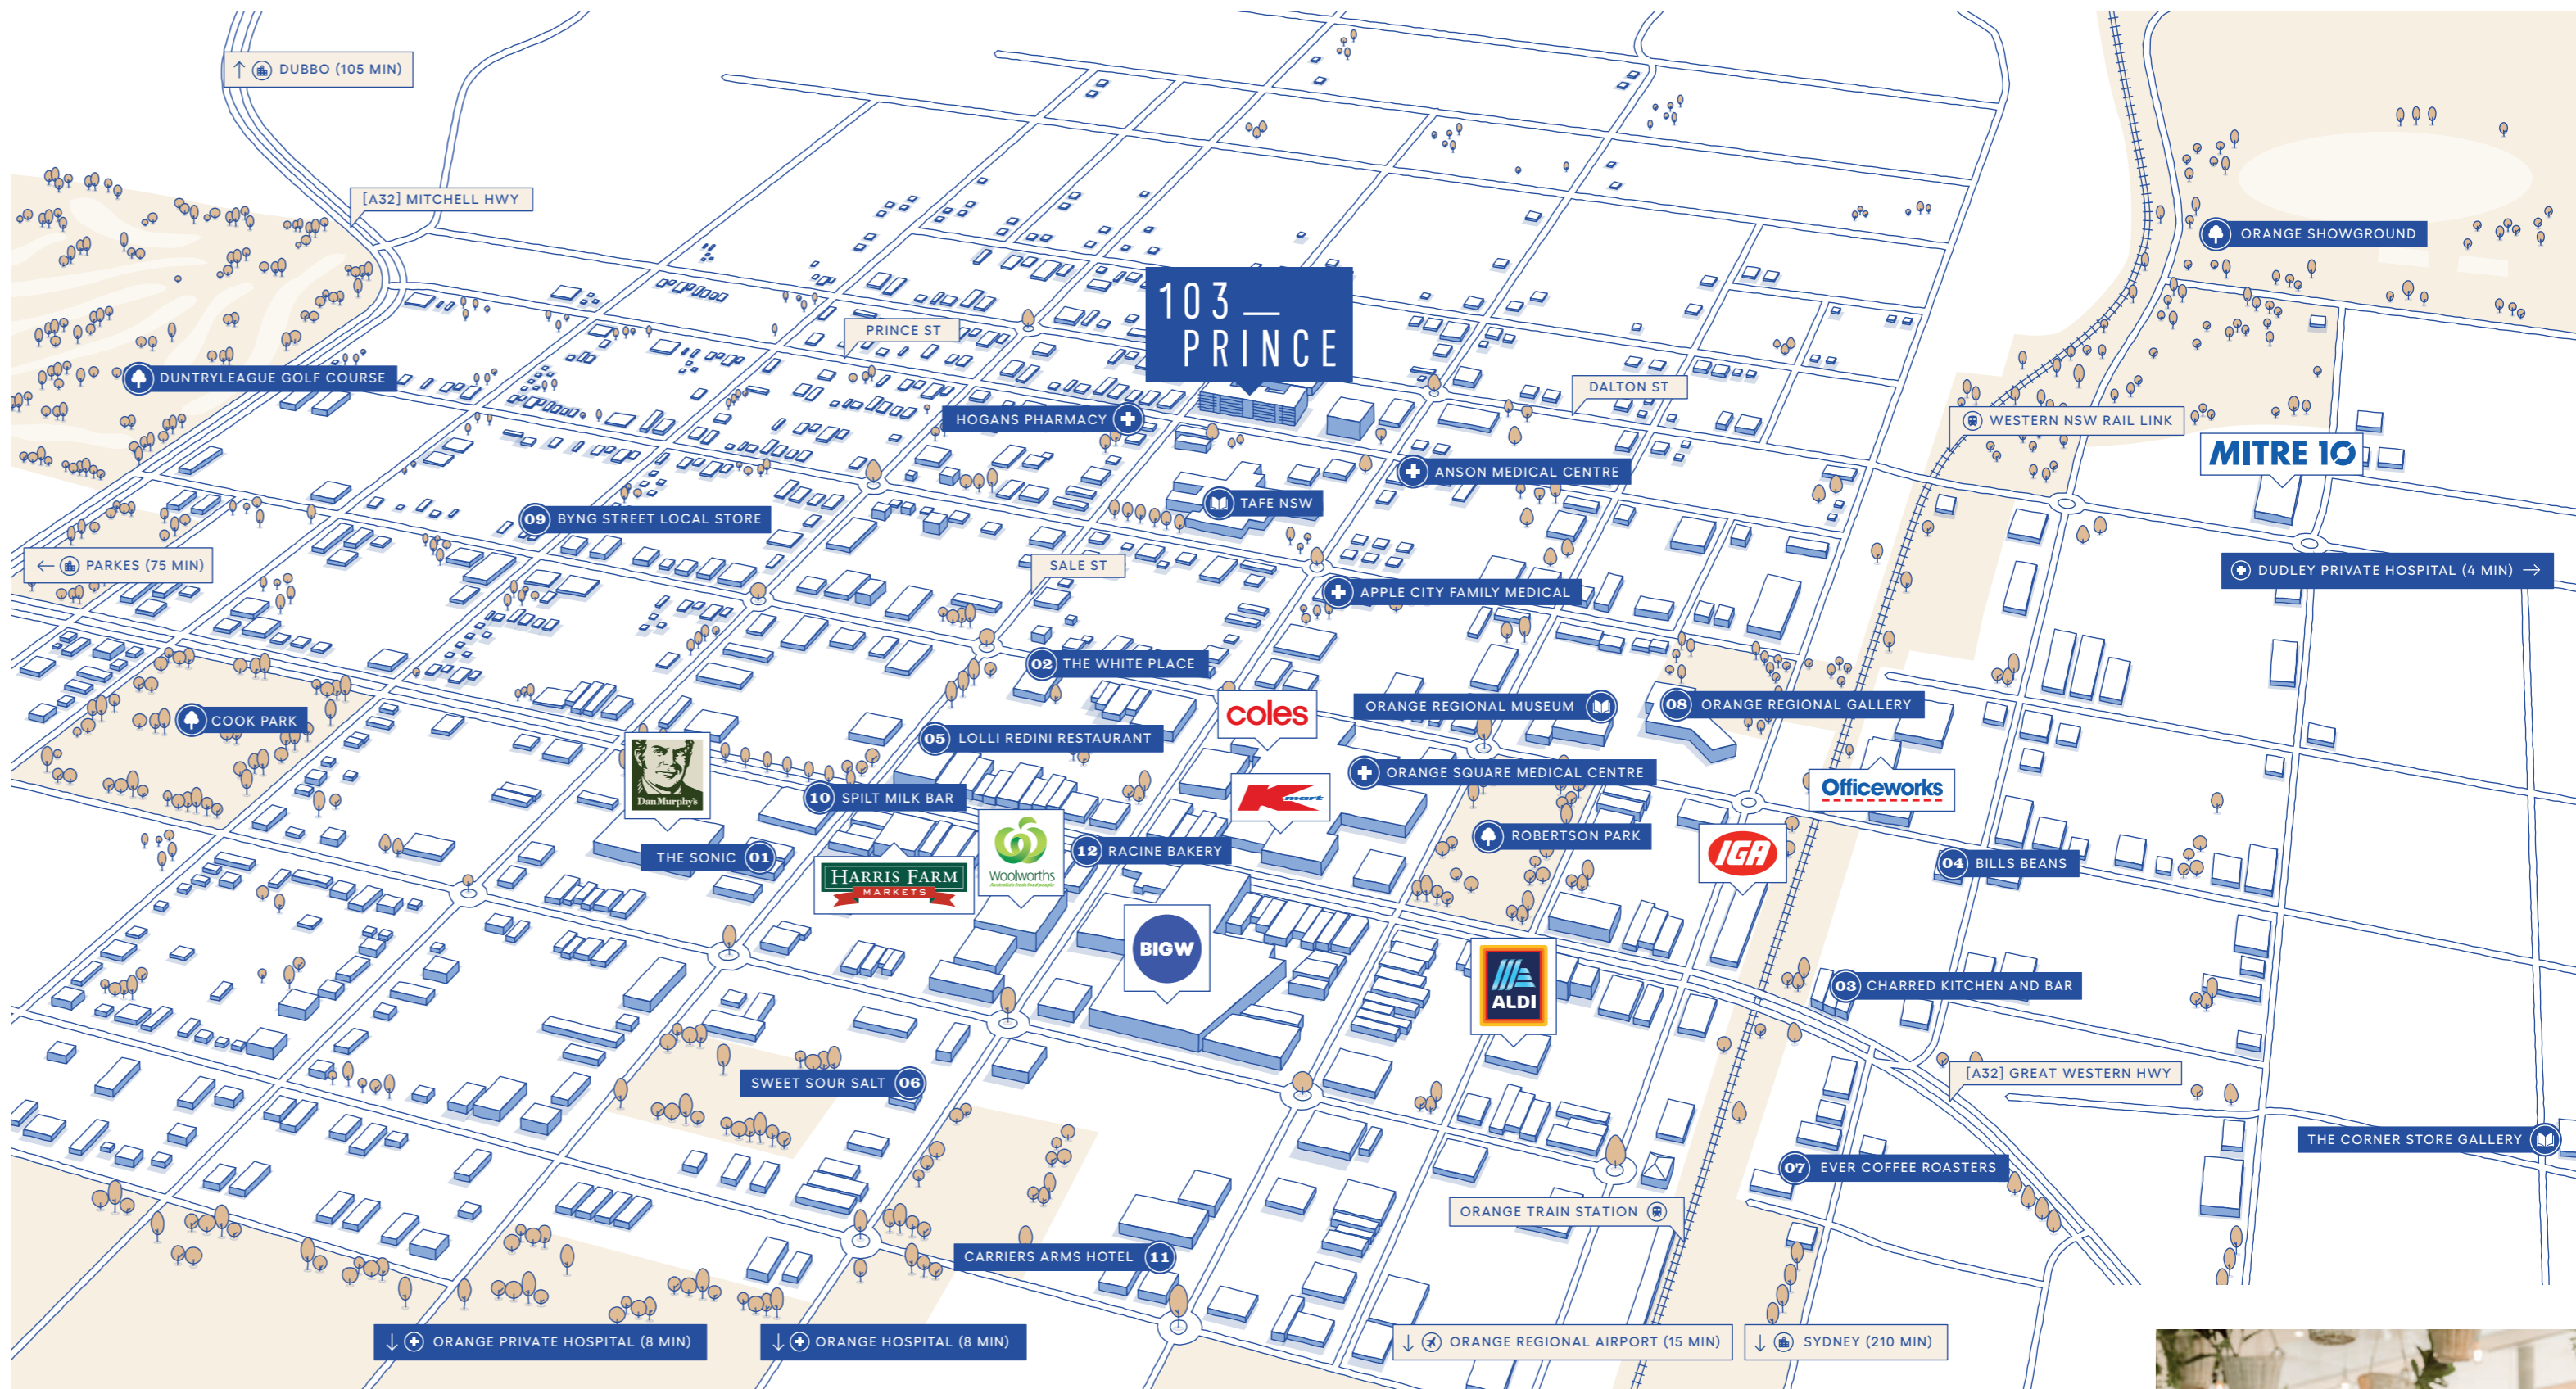 ↑ DUBBO (105 MIN)
[A32] MITCHELL HWY
ORANGE SHOWGROUND
103_
PRINCE
PRINCE ST
DUNTRYLEAGUE GOLF COURSE
DALTON ST
HOGANS PHARMACY
WESTERN NSW RAIL LINK
MITRE 10
ANSON MEDICAL CENTRE
TAFE NSW
09 BYNG STREET LOCAL STORE
← PARKES (75 MIN)
SALE ST
DUDLEY PRIVATE HOSPITAL (4 MIN) →
APPLE CITY FAMILY MEDICAL
02 THE WHITE PLACE
COOK PARK
coles
ORANGE REGIONAL MUSEUM
08 ORANGE REGIONAL GALLERY
05 LOLLI REDINI RESTAURANT
Dan Murphy's
ORANGE SQUARE MEDICAL CENTRE
Officeworks
10 SPILT MILK BAR
Kmart
ROBERTSON PARK
THE SONIC 01
HARRIS FARM
MARKETS
Woolworths
Australia's fresh food people
12 RACINE BAKERY
IGA
04 BILLS BEANS
BIGW
ALDI
03 CHARRED KITCHEN AND BAR
SWEET SOUR SALT 06
[A32] GREAT WESTERN HWY
THE CORNER STORE GALLERY
07 EVER COFFEE ROASTERS
ORANGE TRAIN STATION
CARRIERS ARMS HOTEL 11
↓ ORANGE PRIVATE HOSPITAL (8 MIN)
↓ ORANGE HOSPITAL (8 MIN)
↓ ORANGE REGIONAL AIRPORT (15 MIN)
↓ SYDNEY (210 MIN)